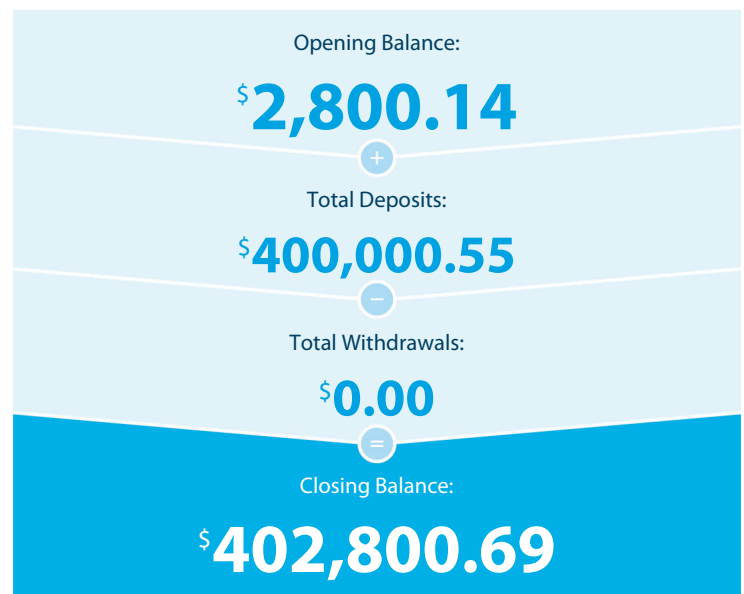 Opening Balance:
$2,800.14
+
Total Deposits:
$400,000.55
−
Total Withdrawals:
$0.00
=
Closing Balance:
$402,800.69